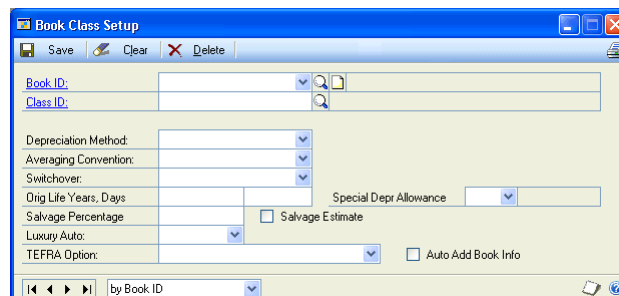 Book Class Setup
Save Clear Delete
Book ID:
Class ID:
Depreciation Method:
Averaging Convention:
Switchover:
Orig Life Years, Days Special Depr Allowance
Salvage Percentage Salvage Estimate
Luxury Auto:
TEFRA Option: Auto Add Book Info
by Book ID